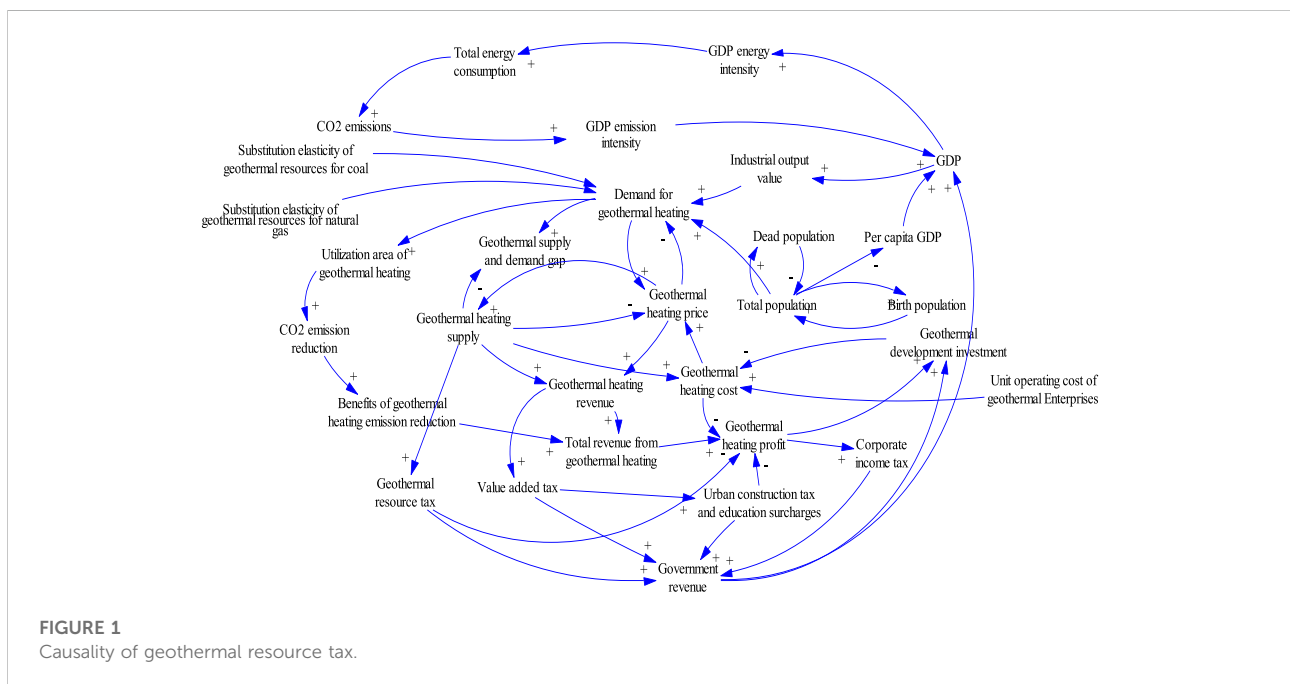 Total energy
consumption
+
GDP energy
intensity
+
CO2 emissions
+
+
GDP emission
intensity
Substitution elasticity of
geothermal resources for coal
Industrial output
value
+
+
GDP
+
+
+
Demand for
geothermal heating
+
-
+
Substitution elasticity of
geothermal resources for natural
gas
Geothermal supply
and demand gap
+
-
Dead population
+
-
Per capita GDP
-
Utilization area of
geothermal heating
+
+
Geothermal
heating price
-
+
Total population
+
Birth population
+
CO2 emission
reduction
+
Geothermal heating
supply
+
Geothermal
development investment
+
+
-
Geothermal
heating cost
+
+
Unit operating cost of
geothermal Enterprises
Geothermal heating
revenue
+
+
Benefits of geothermal
heating emission reduction
+
Total revenue from
geothermal heating
+
+
Geothermal
heating profit
-
+
-
-
Corporate
income tax
+
Geothermal
resource tax
+
Value added tax
+
Urban construction tax
and education surcharges
+
Government
revenue
+
+
+
+
FIGURE 1
Causality of geothermal resource tax.